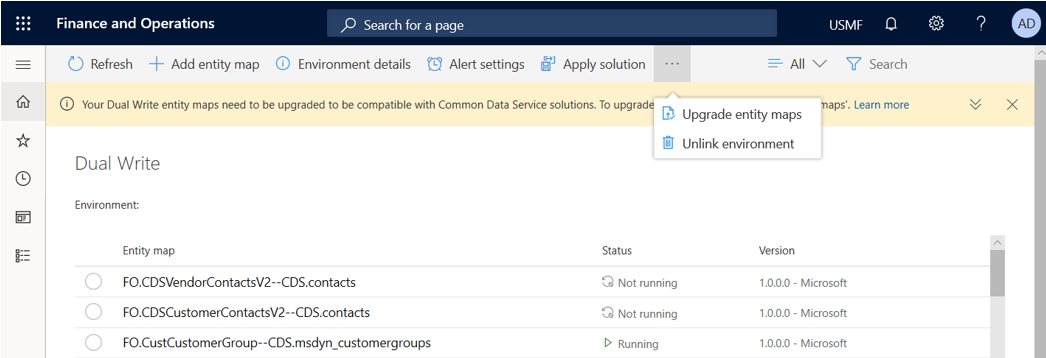 Finance and Operations
Search for a page
USMF
?
AD
Refresh
Add entity map
Environment details
Alert settings
Apply solution
...
All
Search
Your Dual Write entity maps need to be upgraded to be compatible with Common Data Service solutions. To upgrade
maps'. Learn more
Upgrade entity maps
Unlink environment
Dual Write
Environment:
Entity map Status Version
FO.CDSVendorContactsV2--CDS.contacts Not running 1.0.0.0 - Microsoft
FO.CDSCustomerContactsV2--CDS.contacts Not running 1.0.0.0 - Microsoft
FO.CustCustomerGroup--CDS.msdyn_customergroups Running 1.0.0.0 - Microsoft